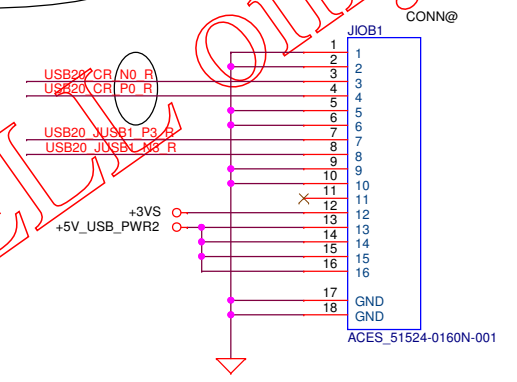 CONN@
JIOB1
1 1
2 2
USB20_CR_N0_R 3 3
USB20_CR_P0_R 4 4
5 5
6 6
USB20_JUSB1_P3_R 7 7
USB20_JUSB1_N3_R 8 8
9 9
10 10
11 11
+3VS 12 12
+5V_USB_PWR2 13 13
14 14
15 15
16 16
17 GND
18 GND
ACES_51524-0160N-001